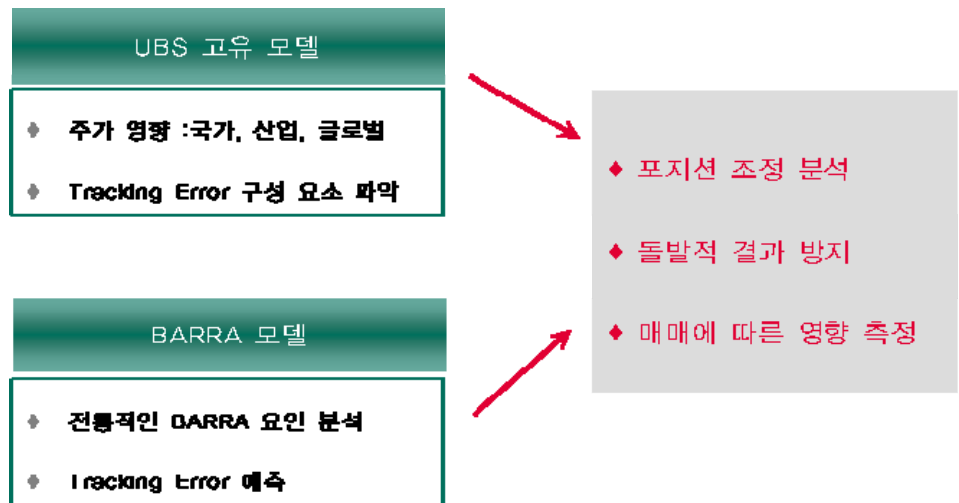 UBS 고유 모델
주가 영향 :국가, 산업, 글로벌
Tracking Error 구성 요소 파악
BARRA 모델
전통적인 BARRA 요인 분석
Tracking Error 예측
◆ 포지션 조정 분석
◆ 돌발적 결과 방지
◆ 매매에 따른 영향 측정